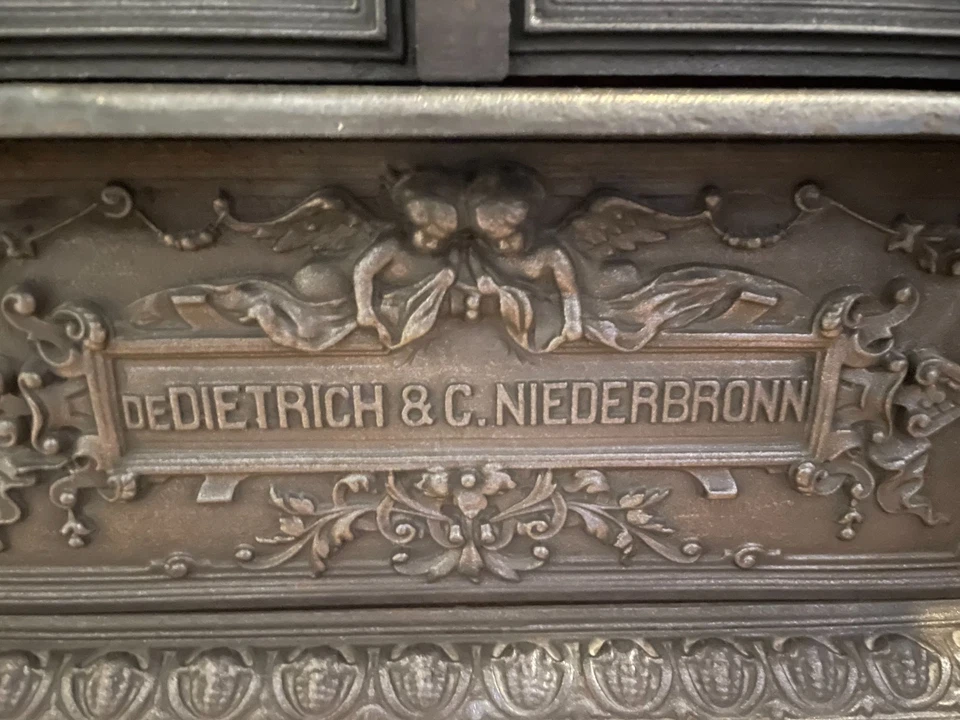 DE DIETRICH & C. NIEDERBRONN